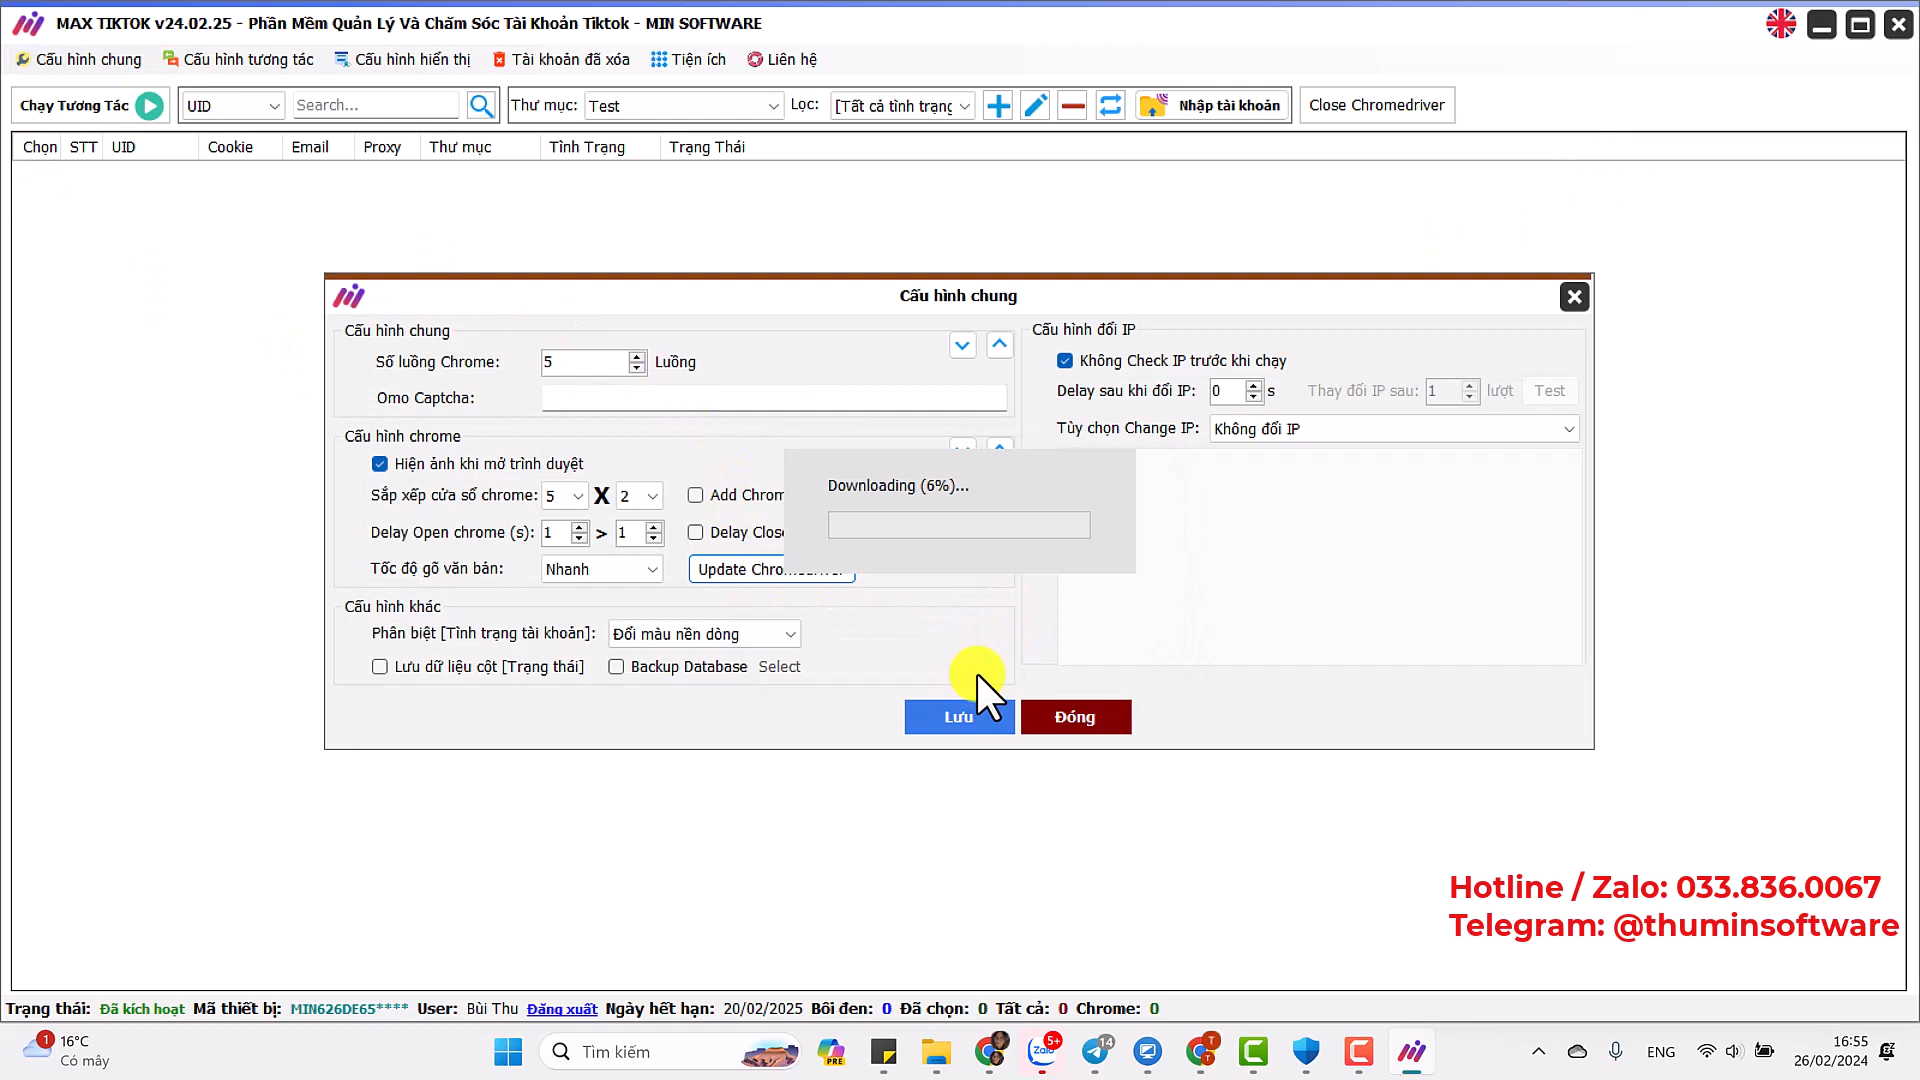 MAX TIKTOK v24.02.25 - Phần Mềm Quản Lý Và Chăm Sóc Tài Khoản Tiktok - MIN SOFTWARE
Cấu hình chung Cấu hình tương tác Cấu hình hiển thị Tài khoản đã xóa Tiện ích Liên hệ
Chạy Tương Tác UID Search... Thư mục: Test Lọc: [Tất cả tình trạng Nhập tài khoản Close Chromedriver
Chọn STT UID Cookie Email Proxy Thư mục Tình Trạng Trạng Thái
Cấu hình chung
Cấu hình chung
Số luồng Chrome: 5 Luồng
Omo Captcha:
Cấu hình chrome
Hiện ảnh khi mở trình duyệt
Sắp xếp cửa sổ chrome: 5 X 2 Add Chrom
Delay Open chrome (s): 1 > 1 Delay Close
Tốc độ gõ văn bản: Nhanh Update
Cấu hình khác
Phân biệt [Tình trạng tài khoản]: Đổi màu nền dòng
Lưu dữ liệu cột [Trạng thái] Backup Database Select
Cấu hình đổi IP
Không Check IP trước khi chạy
Delay sau khi đổi IP: 0 s Thay đổi IP sau: 1 lượt Test
Tùy chọn Change IP: Không đổi IP
Downloading (6%)...
Lưu Đóng
Hotline / Zalo: 033.836.0067
Telegram: @thuminsoftware
Trạng thái: Đã kích hoạt Mã thiết bị: MIN626DE65**** User: Bùi Thu Đăng xuất Ngày hết hạn: 20/02/2025 Bôi đen: 0 Đã chọn: 0 Tất cả: 0 Chrome: 0
1 16°C
Có mây
Tìm kiếm PRE Zalo 5+ 14 T T ENG
16:55
26/02/2024